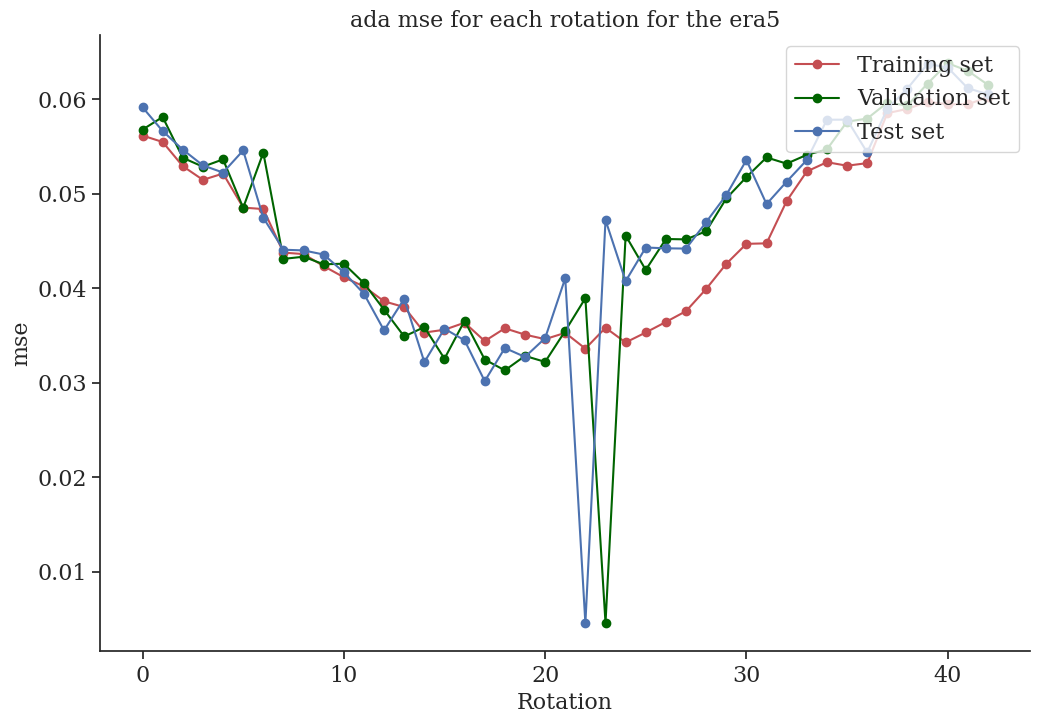 ada mse for each rotation for the era5
Training set
Validation set
Test set
0.06
0.05
0.04
0.03
0.02
0.01
mse
0 10 20 30 40
Rotation